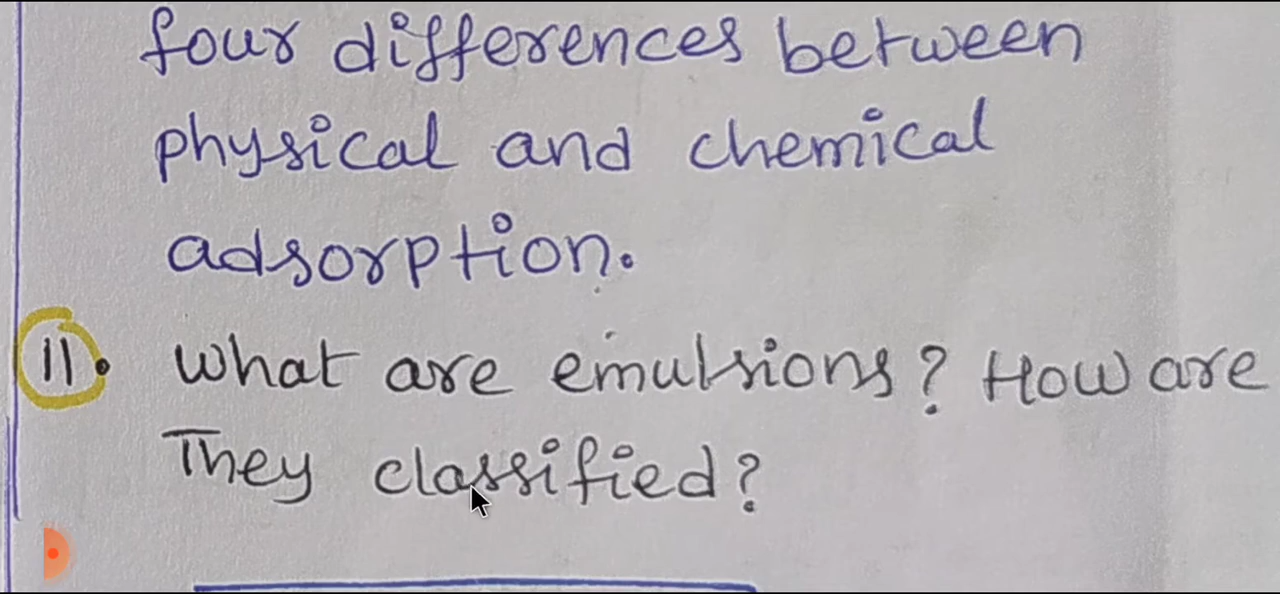 four differences between
physical and chemical
adsorption.
11. What are emulsions? How are
They classified?